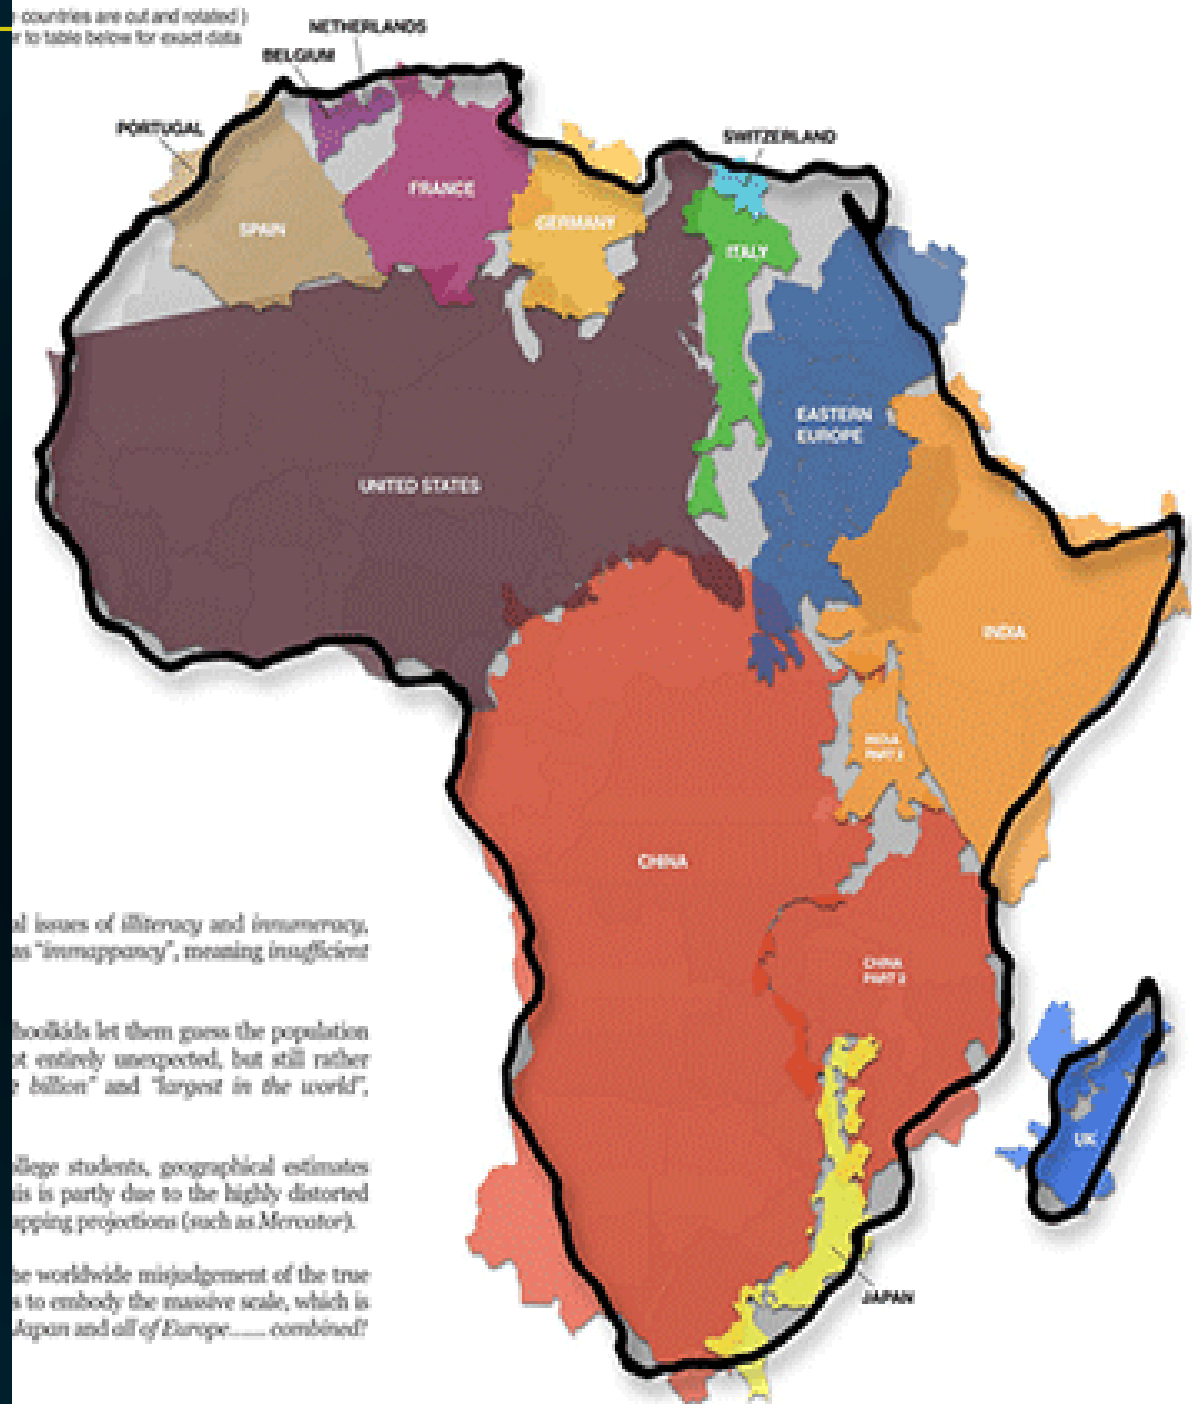 countries are cut and rotated )
to table below for exact data
NETHERLANDS
BELGIUM
PORTUGAL
SWITZERLAND
FRANCE
SPAIN
GERMANY
ITALY
EASTERN
EUROPE
UNITED STATES
INDIA
INDIA
PART 2
CHINA
CHINA
PART 2
UK
JAPAN
al issues of illiteracy and innumeracy,
as "immappancy", meaning insufficient
hoolkids let them guess the population
ot entirely unexpected, but still rather
billion" and "largest in the world",
llege students, geographical estimates
is is partly due to the highly distorted
apping projections (such as Mercator).
he worldwide misjudgement of the true
s to embody the massive scale, which is
Japan and all of Europe...... combined!